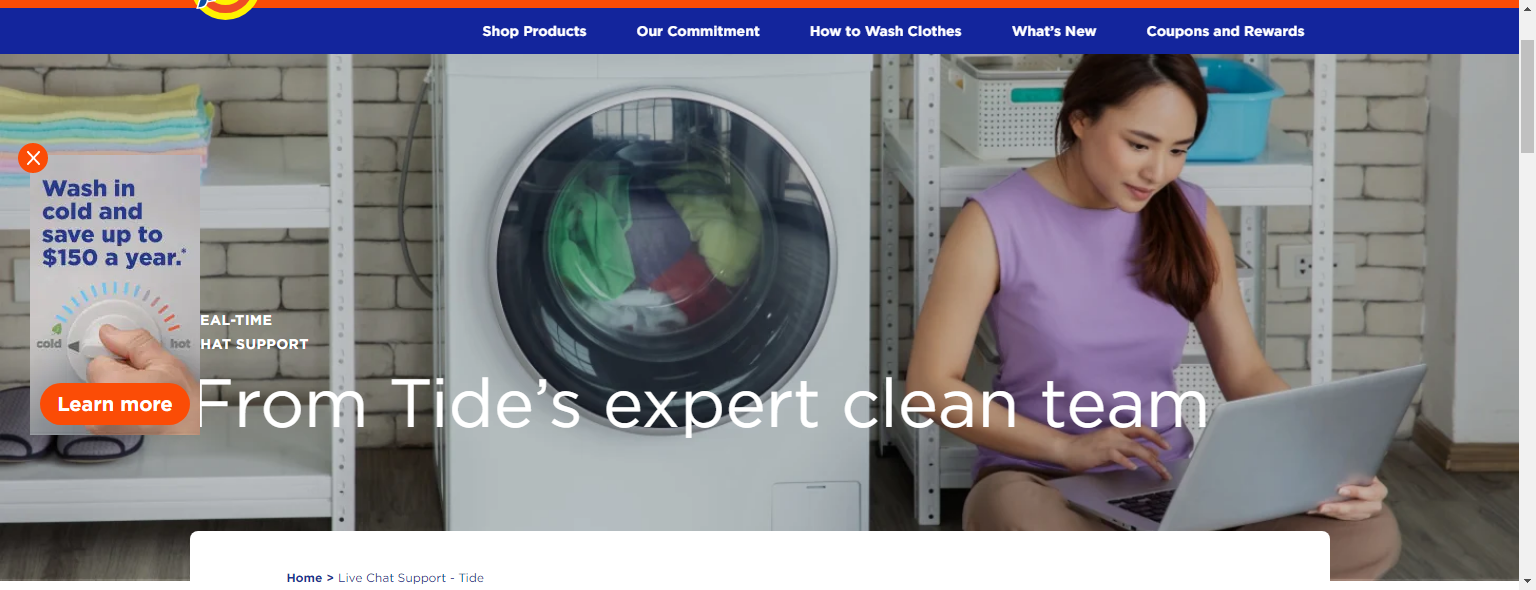 Shop Products
Our Commitment
How to Wash Clothes
What's New
Coupons and Rewards
Wash in
cold and
save up to
$150 a year.*
cold
hot
Learn more
EAL-TIME
HAT SUPPORT
From Tide's expert clean team
Home > Live Chat Support - Tide